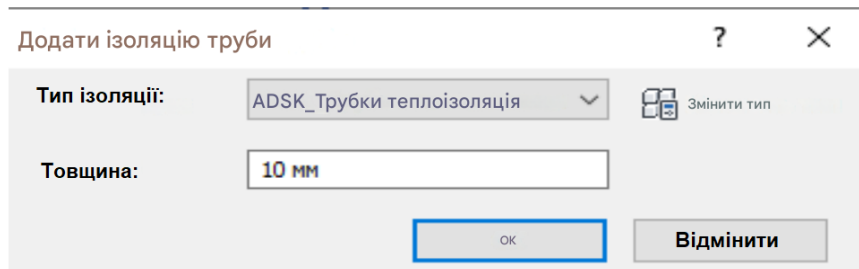 Додати ізоляцію труби ?
Тип ізоляції: ADSK_Трубки теплоізоляція Змінити тип
Товщина: 10 мм
ОК Відмінити